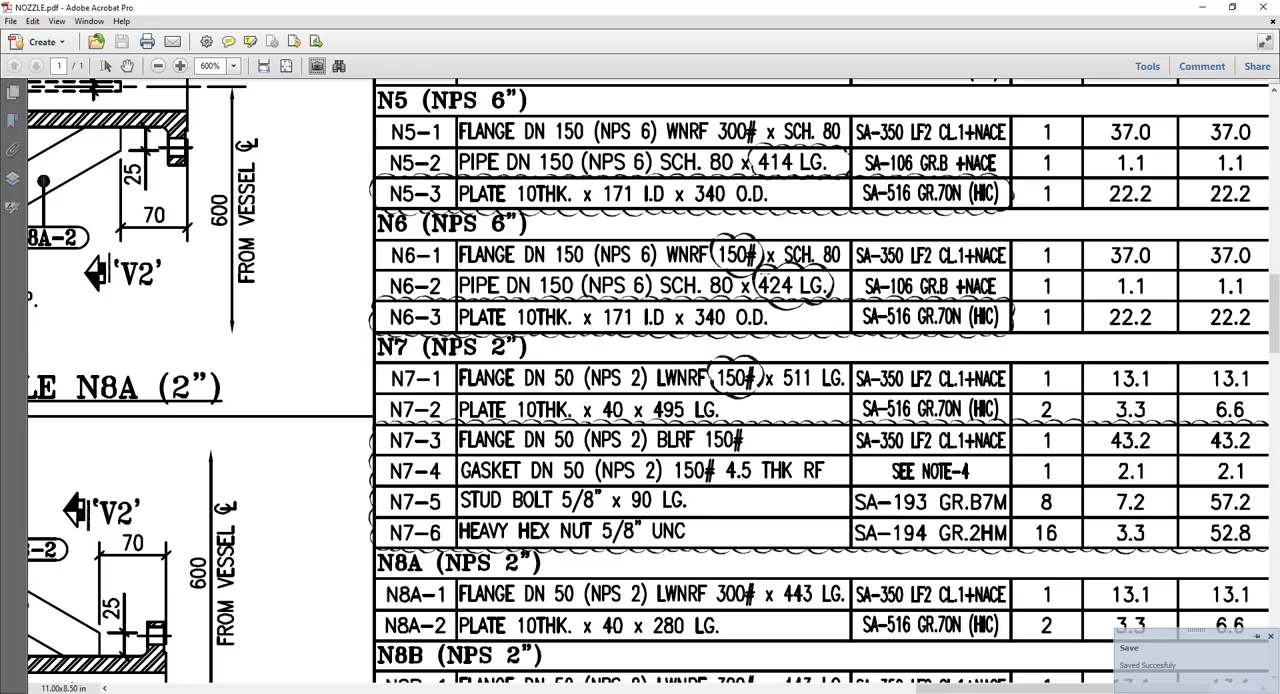 NOZZLE.pdf - Adobe Acrobat Pro
File Edit View Window Help
Create
1 / 1 600% Tools Comment Share
N5 (NPS 6")
N5-1 FLANGE DN 150 (NPS 6) WNRF 300# x SCH. 80 SA-350 LF2 CL.1+NACE 1 37.0 37.0
N5-2 PIPE DN 150 (NPS 6) SCH. 80 x 414 LG. SA-106 GR.B +NACE 1 1.1 1.1
N5-3 PLATE 10THK. x 171 I.D x 340 O.D. SA-516 GR.70N (HIC) 1 22.2 22.2
N6 (NPS 6")
N6-1 FLANGE DN 150 (NPS 6) WNRF 150# x SCH. 80 SA-350 LF2 CL.1+NACE 1 37.0 37.0
N6-2 PIPE DN 150 (NPS 6) SCH. 80 x 424 LG. SA-106 GR.B +NACE 1 1.1 1.1
N6-3 PLATE 10THK. x 171 I.D x 340 O.D. SA-516 GR.70N (HIC) 1 22.2 22.2
N7 (NPS 2")
N7-1 FLANGE DN 50 (NPS 2) LWNRF 150# x 511 LG. SA-350 LF2 CL.1+NACE 1 13.1 13.1
N7-2 PLATE 10THK. x 40 x 495 LG. SA-516 GR.70N (HIC) 2 3.3 6.6
N7-3 FLANGE DN 50 (NPS 2) BLRF 150# SA-350 LF2 CL.1+NACE 1 43.2 43.2
N7-4 GASKET DN 50 (NPS 2) 150# 4.5 THK RF SEE NOTE-4 1 2.1 2.1
N7-5 STUD BOLT 5/8" x 90 LG. SA-193 GR.B7M 8 7.2 57.2
N7-6 HEAVY HEX NUT 5/8" UNC SA-194 GR.2HM 16 3.3 52.8
N8A (NPS 2")
N8A-1 FLANGE DN 50 (NPS 2) LWNRF 300# x 443 LG. SA-350 LF2 CL.1+NACE 1 13.1 13.1
N8A-2 PLATE 10THK. x 40 x 280 LG. SA-516 GR.70N (HIC) 2 3.3 6.6
N8B (NPS 2")
25
70
8A-2
'V2'
P.
600
FROM VESSEL ℄
LE N8A (2")
'V2'
-2
70
25
600
FROM VESSEL ℄
Save
Saved Succesfuly
11.00x8.50 in